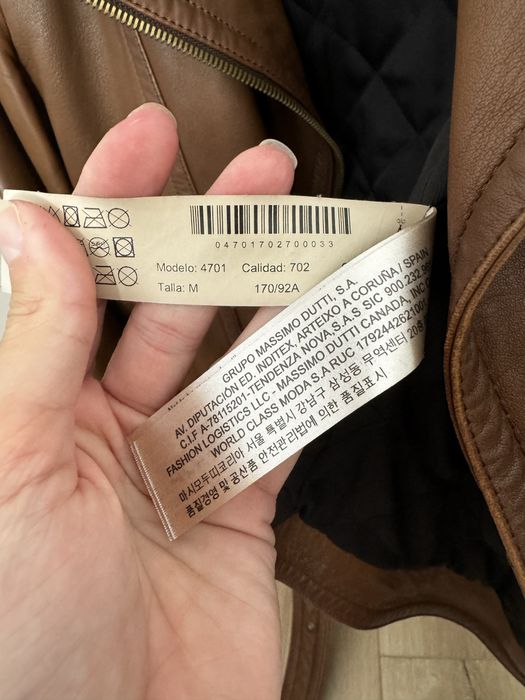 04701702700033
Modelo: 4701 Calidad: 702
Talla: M 170/92A
GRUPO MASSIMO DUTTI, S.A.
AV. DIPUTACIÓN ED. INDITEX, ARTEIXO A CORUÑA / SPAIN
C.I.F A-78115201-TENDENZA NOVA.S.A.S SIC 900.232.96
FASHION LOGISTICS LLC - MASSIMO DUTTI CANADA, INC
WORLD CLASS MODA S.A RUC 1792442621001
마시모두띠코리아 서울 특별시 강남구 삼성동 무역센터 208
품질경영 및 공산품 안전관리법에 의한 품질표시